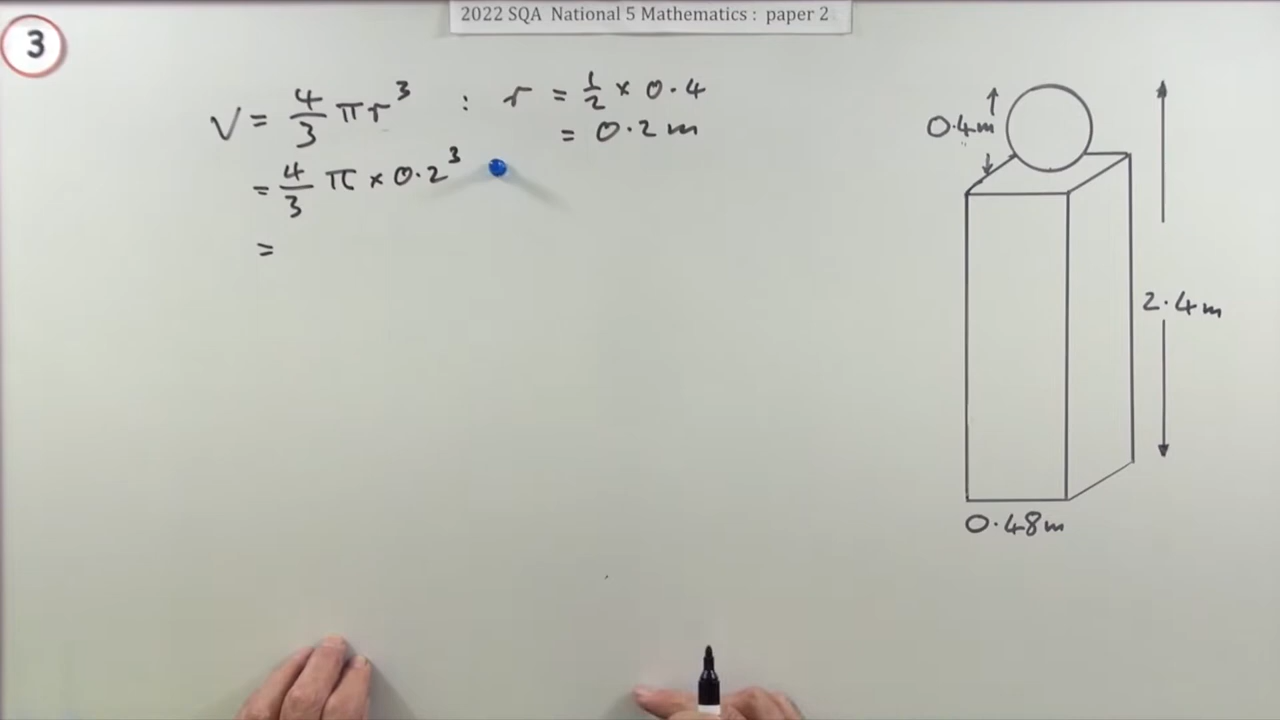 2022 SQA National 5 Mathematics : paper 2
3
V = 4/3 πr³ : r = 1/2 × 0.4
= 0.2 m
= 4/3 π × 0.2³
=
0.4m
2.4m
0.48m